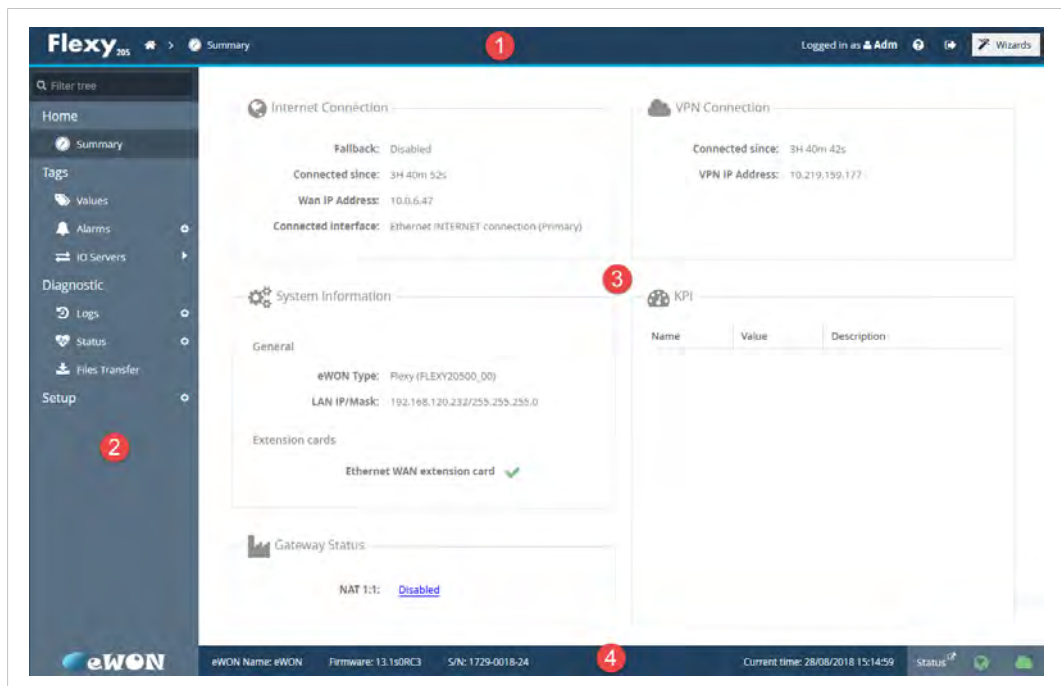 Flexy 205 > Summary 1 Logged in as Adm Wizards
Filter tree
Home
Summary
Tags
Values
Alarms
IO Servers
Diagnostic
Logs
Status
Files Transfer
Setup
2
Internet Connection
Fallback: Disabled
Connected since: 3H 40m 52s
Wan IP Address: 10.0.6.47
Connected interface: Ethernet INTERNET connection (Primary)
VPN Connection
Connected since: 3H 40m 42s
VPN IP Address: 10.219.159.177
3
System Information
General
eWON Type: Flexy (FLEXY20500_00)
LAN IP/Mask: 192.168.120.232/255.255.255.0
Extension cards
Ethernet WAN extension card
KPI
Name Value Description
Gateway Status
NAT 1:1: Disabled
eWON
eWON Name: eWON Firmware: 13.1s0RC3 S/N: 1729-0018-24 4 Current time: 28/08/2018 15:14:59 Status